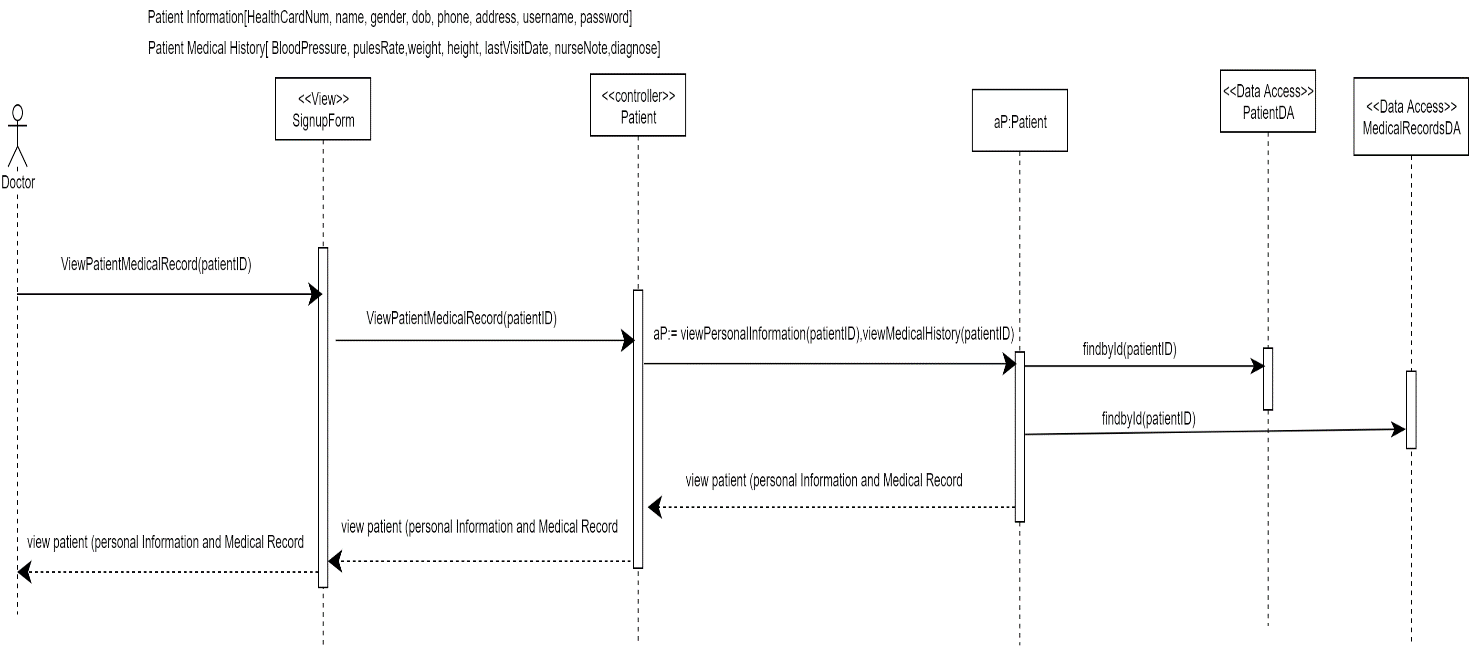 Patient Information[HealthCardNum, name, gender, dob, phone, address, username, password]
Patient Medical History[ BloodPressure, pulesRate,weight, height, lastVisitDate, nurseNote,diagnose]
<<View>>
SignupForm
<<controller>>
Patient
aP:Patient
<<Data Access>>
PatientDA
<<Data Access>>
MedicalRecordsDA
Doctor
ViewPatientMedicalRecord(patientID)
ViewPatientMedicalRecord(patientID)
aP:= viewPersonalInformation(patientID),viewMedicalHistory(patientID)
findbyId(patientID)
findbyId(patientID)
view patient (personal Information and Medical Record
view patient (personal Information and Medical Record
view patient (personal Information and Medical Record